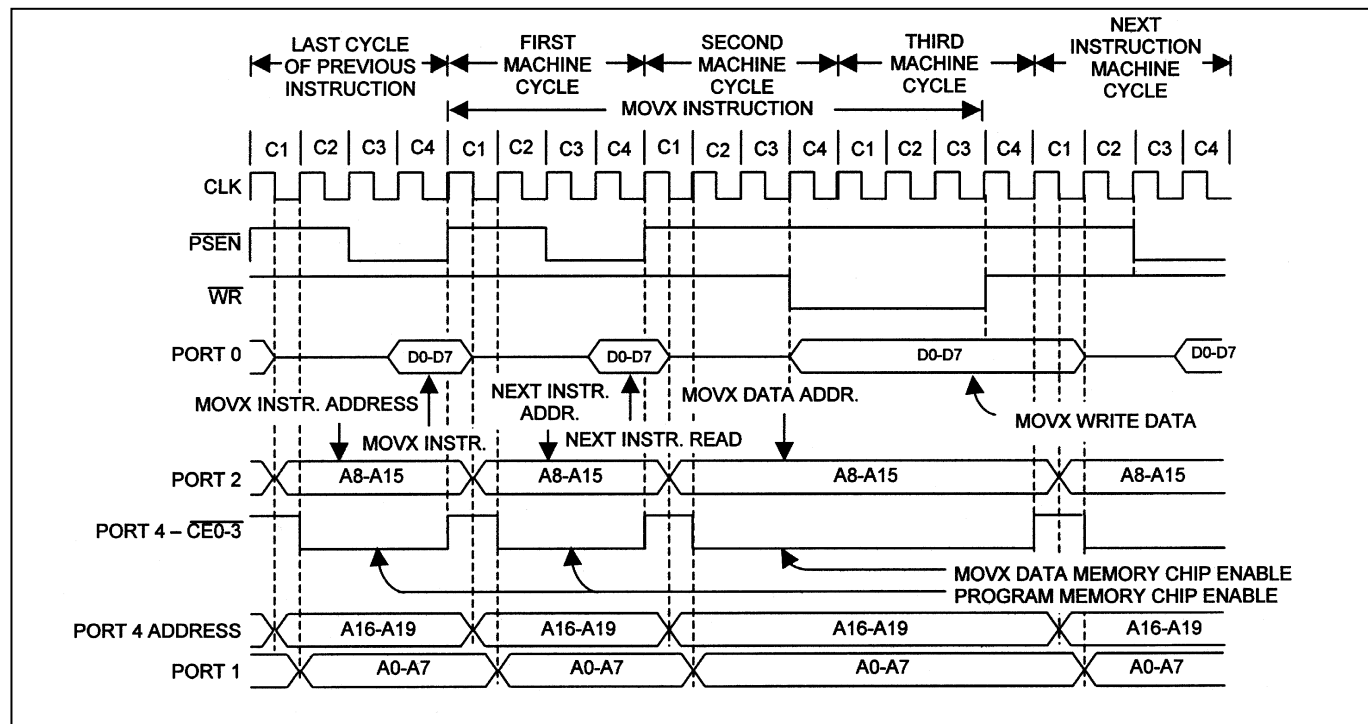 LAST CYCLE
OF PREVIOUS
INSTRUCTION
FIRST
MACHINE
CYCLE
SECOND
MACHINE
CYCLE
THIRD
MACHINE
CYCLE
NEXT
INSTRUCTION
MACHINE
CYCLE
MOVX INSTRUCTION
C1 C2 C3 C4 C1 C2 C3 C4 C1 C2 C3 C4 C1 C2 C3 C4 C1 C2 C3 C4
CLK
PSEN
WR
PORT 0
D0-D7 D0-D7 D0-D7 D0-D7
MOVX INSTR. ADDRESS
MOVX INSTR.
NEXT INSTR.
ADDR.
NEXT INSTR. READ
MOVX DATA ADDR.
MOVX WRITE DATA
PORT 2
A8-A15 A8-A15 A8-A15 A8-A15
PORT 4 – CE0-3
MOVX DATA MEMORY CHIP ENABLE
PROGRAM MEMORY CHIP ENABLE
PORT 4 ADDRESS
A16-A19 A16-A19 A16-A19 A16-A19
PORT 1
A0-A7 A0-A7 A0-A7 A0-A7